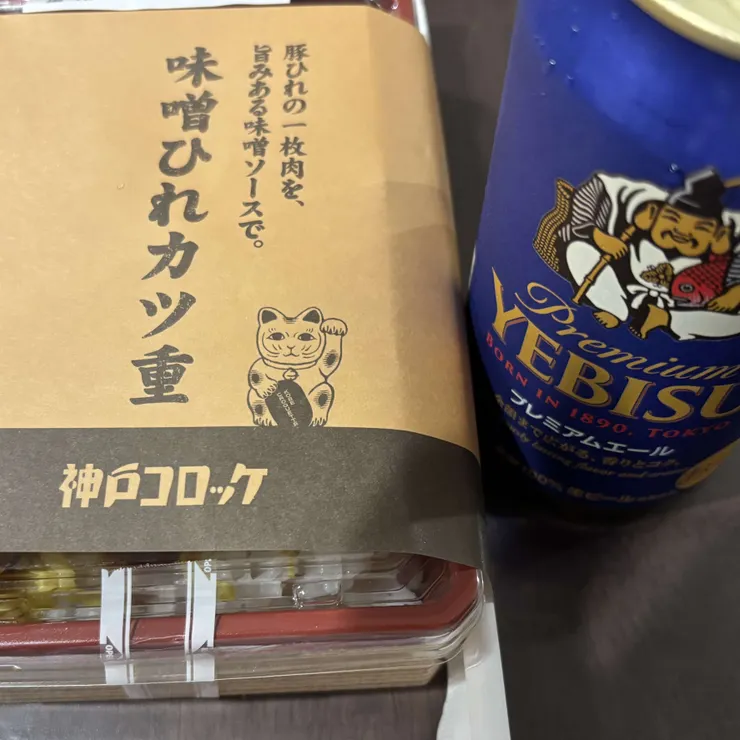 豚ひれの一枚肉を、
旨みある味噌ソースで。
味噌ひれカツ重
神戸コロッケ
Premium
YEBISU
BORN IN 1890, TOKYO
プレミアムエール